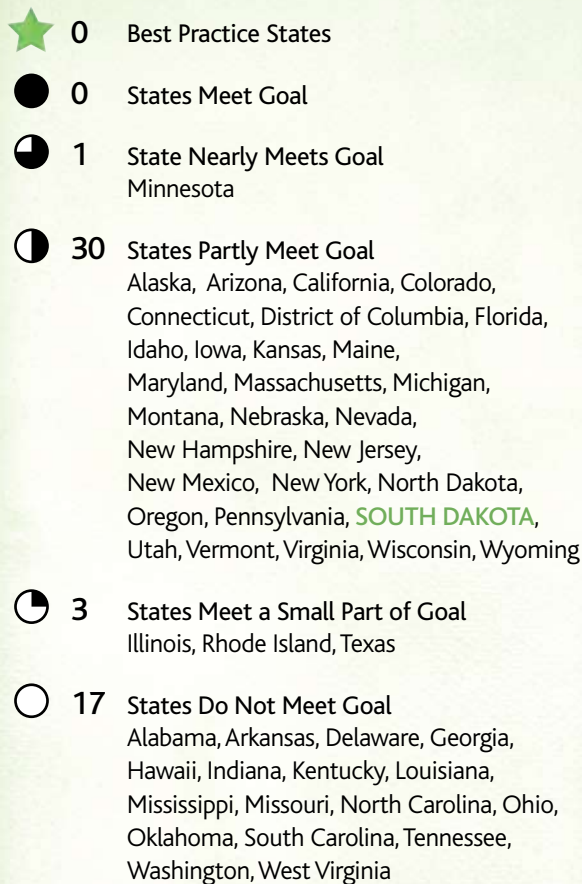 0 Best Practice States
0 States Meet Goal
1 State Nearly Meets Goal
Minnesota
30 States Partly Meet Goal
Alaska, Arizona, California, Colorado,
Connecticut, District of Columbia, Florida,
Idaho, Iowa, Kansas, Maine,
Maryland, Massachusetts, Michigan,
Montana, Nebraska, Nevada,
New Hampshire, New Jersey,
New Mexico, New York, North Dakota,
Oregon, Pennsylvania, SOUTH DAKOTA,
Utah, Vermont, Virginia, Wisconsin, Wyoming
3 States Meet a Small Part of Goal
Illinois, Rhode Island, Texas
17 States Do Not Meet Goal
Alabama, Arkansas, Delaware, Georgia,
Hawaii, Indiana, Kentucky, Louisiana,
Mississippi, Missouri, North Carolina, Ohio,
Oklahoma, South Carolina, Tennessee,
Washington, West Virginia